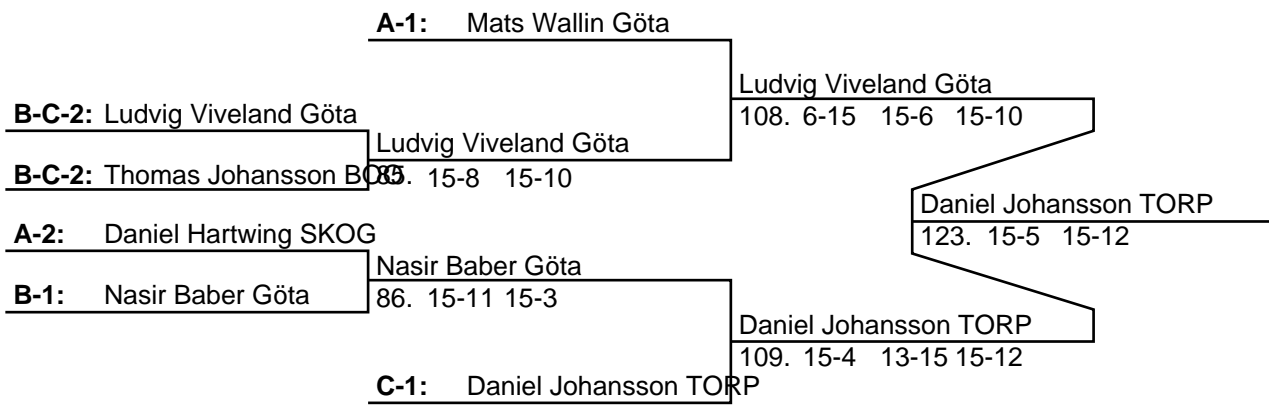 A-1: Mats Wallin Göta
Ludvig Viveland Göta
108. 6-15 15-6 15-10
B-C-2: Ludvig Viveland Göta
Ludvig Viveland Göta
85. 15-8 15-10
B-C-2: Thomas Johansson BOG
Daniel Johansson TORP
123. 15-5 15-12
A-2: Daniel Hartwing SKOG
Nasir Baber Göta
86. 15-11 15-3
B-1: Nasir Baber Göta
Daniel Johansson TORP
109. 15-4 13-15 15-12
C-1: Daniel Johansson TORP